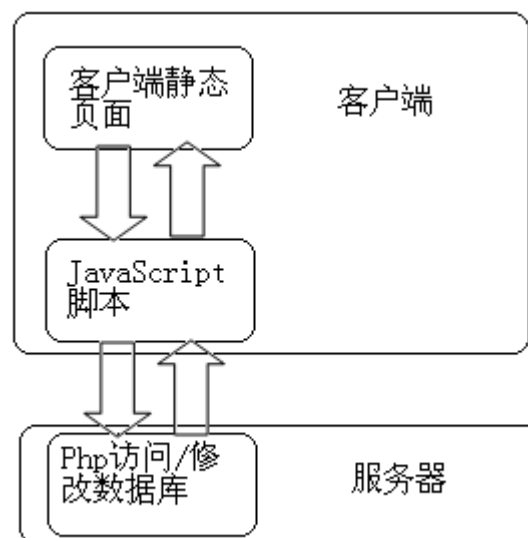 客户端静态
页面
客户端
JavaScript
脚本
Php访问/修
改数据库
服务器